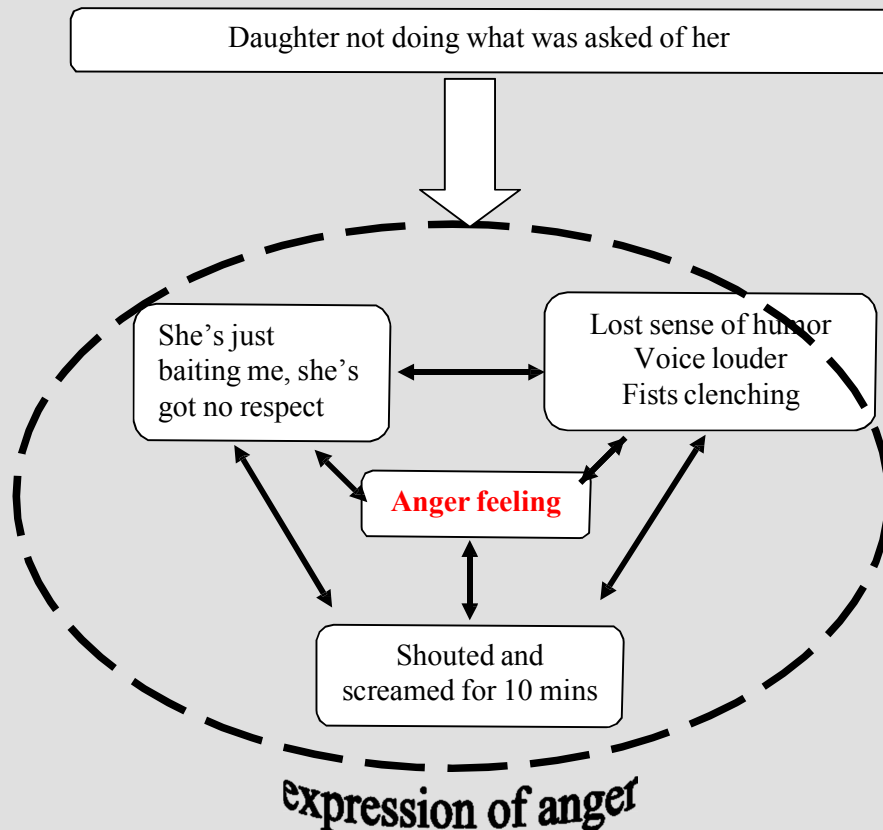 Daughter not doing what was asked of her
She’s just
baiting me, she’s
got no respect
Lost sense of humor
Voice louder
Fists clenching
Anger feeling
Shouted and
screamed for 10 mins
expression of anger